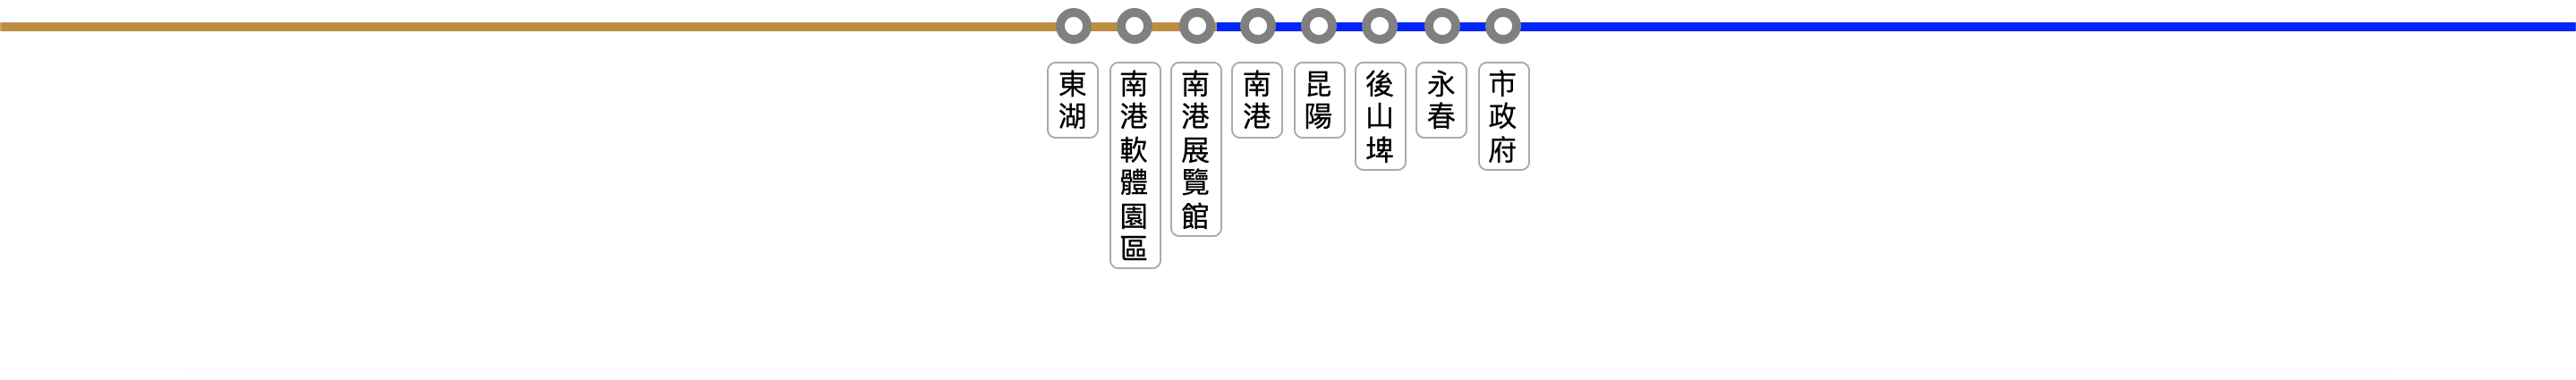 東湖
南港軟體園區
南港展覽館
南港
昆陽
後山埤
永春
市政府